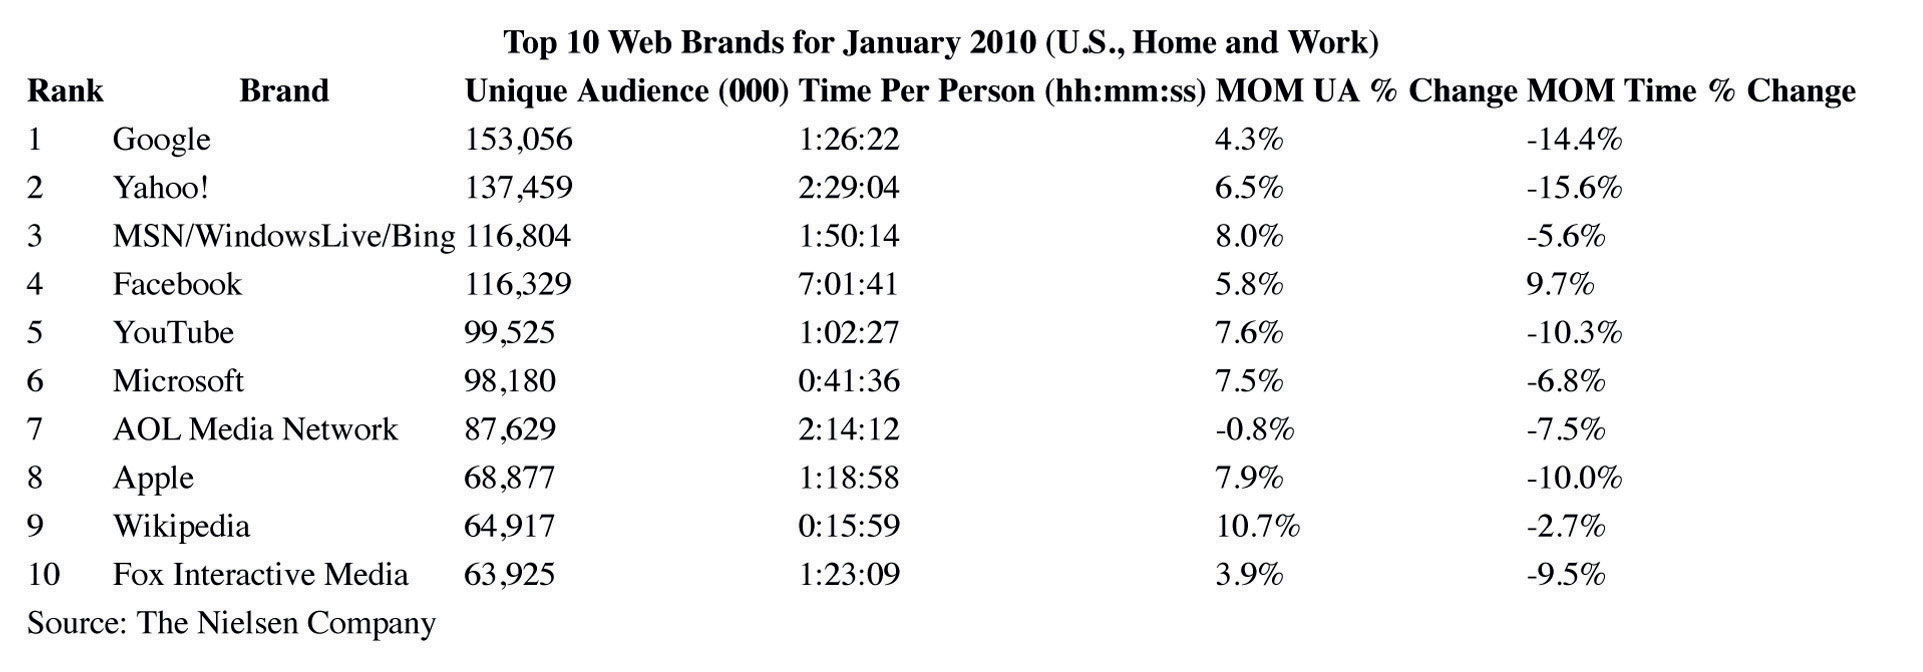 Top 10 Web Brands for January 2010 (U.S., Home and Work)
Rank Brand Unique Audience (000) Time Per Person (hh:mm:ss) MOM UA % Change MOM Time % Change
1 Google 153,056 1:26:22 4.3% -14.4%
2 Yahoo! 137,459 2:29:04 6.5% -15.6%
3 MSN/WindowsLive/Bing 116,804 1:50:14 8.0% -5.6%
4 Facebook 116,329 7:01:41 5.8% 9.7%
5 YouTube 99,525 1:02:27 7.6% -10.3%
6 Microsoft 98,180 0:41:36 7.5% -6.8%
7 AOL Media Network 87,629 2:14:12 -0.8% -7.5%
8 Apple 68,877 1:18:58 7.9% -10.0%
9 Wikipedia 64,917 0:15:59 10.7% -2.7%
10 Fox Interactive Media 63,925 1:23:09 3.9% -9.5%
Source: The Nielsen Company